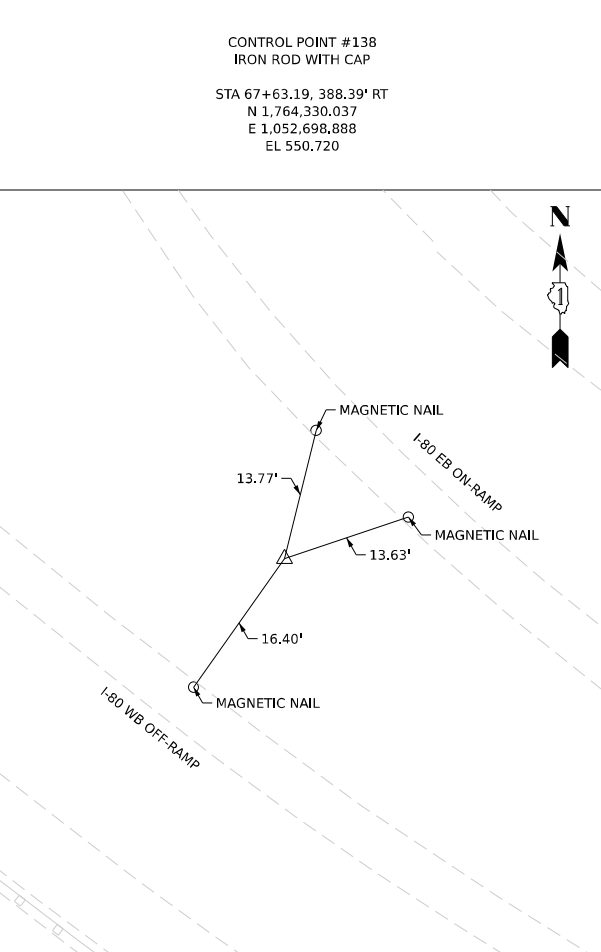 CONTROL POINT #138
IRON ROD WITH CAP
STA 67+63.19, 388.39' RT
N 1,764,330.037
E 1,052,698.888
EL 550.720
N
1
MAGNETIC NAIL
I-80 EB ON-RAMP
13.77'
MAGNETIC NAIL
13.63'
16.40'
MAGNETIC NAIL
I-80 WB OFF-RAMP